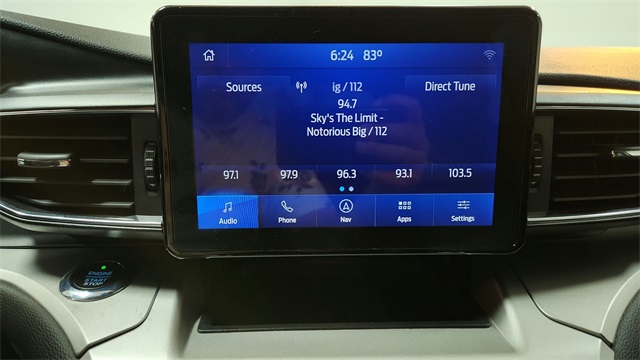 6:24 83º
Sources
ig / 112
Direct Tune
94.7
Sky's The Limit -
Notorious Big / 112
97.1 97.9 96.3 93.1 103.5
Audio Phone Nav Apps Settings
ENGINE
START
STOP